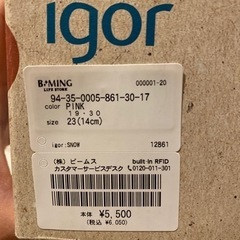 igor
B:MING
LIFE STORE
000001-20
94-35-0005-861-30-17
color PINK
19・30
size 23(14cm)
igor:SNOW 12861
(株) ビームス built-in RFID
カスタマーサービスデスク 0120-011-301
本体 ¥5,500
(税込 ¥6,050)